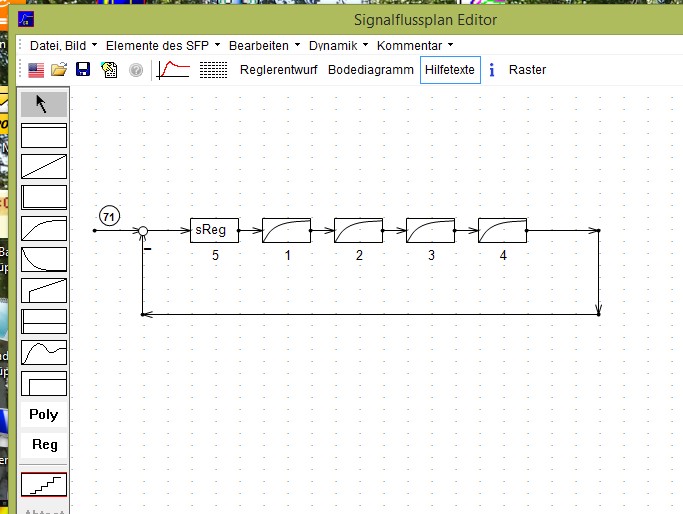 Signalflussplan Editor
Datei, Bild Elemente des SFP Bearbeiten Dynamik Kommentar
Reglerentwurf Bodediagramm Hilfetexte i Raster
71
sReg
5 1 2 3 4
Poly
Reg